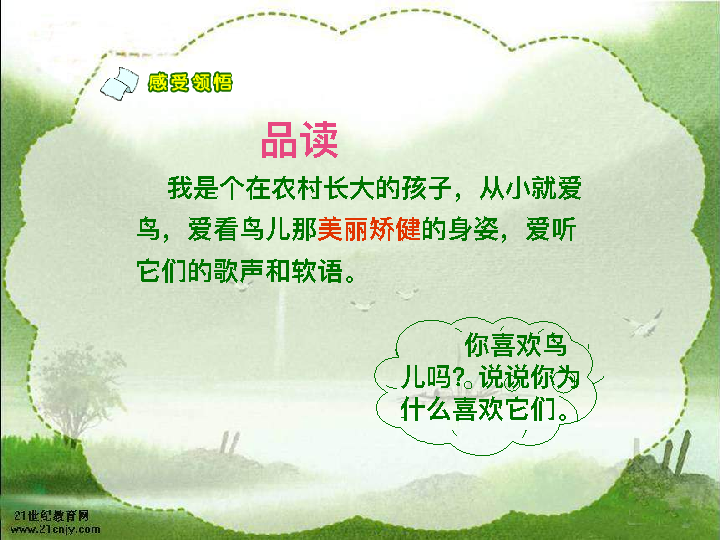 感受领悟
品读
我是个在农村长大的孩子，从小就爱
鸟，爱看鸟儿那美丽矫健的身姿，爱听
它们的歌声和软语。
你喜欢鸟
儿吗？说说你为
什么喜欢它们。
21世纪教育网
www.21cnjy.com